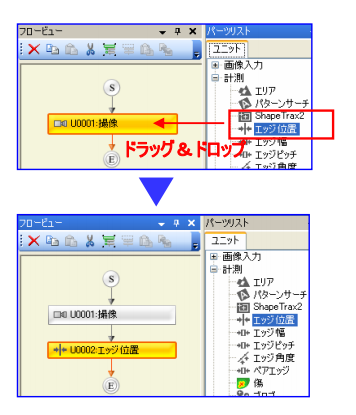 フロービュー
パーツリスト
ユニット
画像入力
計測
エリア
パターンサーチ
ShapeTrax2
エッジ位置
エッジ幅
エッジピッチ
エッジ角度
S
U0001:撮像
E
ドラッグ & ドロップ
フロービュー
パーツリスト
ユニット
画像入力
計測
エリア
パターンサーチ
ShapeTrax2
エッジ位置
エッジ幅
エッジピッチ
エッジ角度
ペアエッジ
傷
S
U0001:撮像
U0002:エッジ位置
E